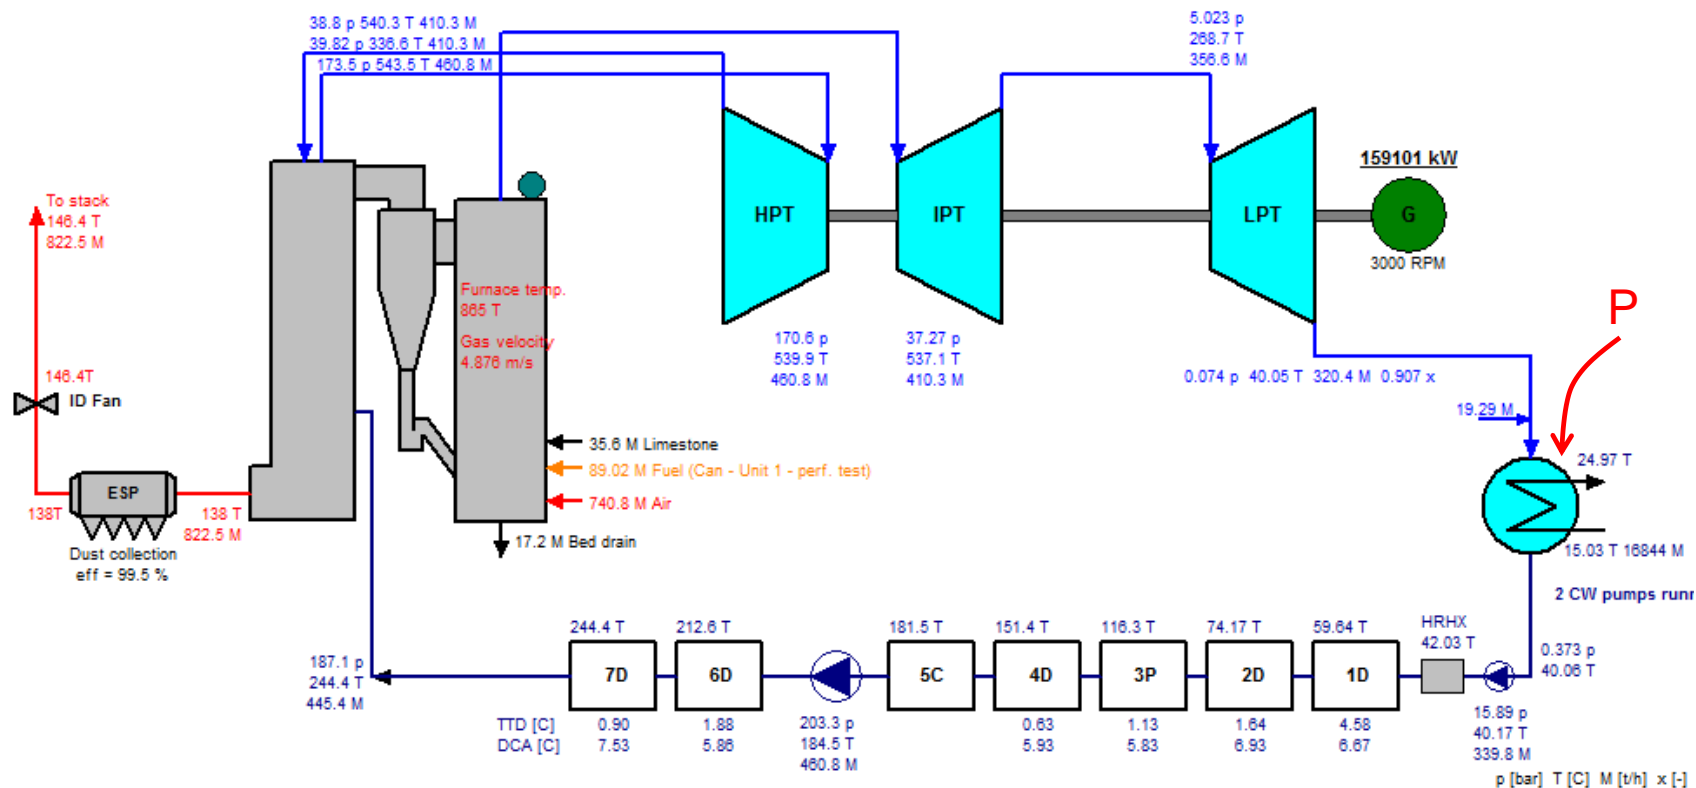 38.8 p 540.3 T 410.3 M
39.82 p 336.6 T 410.3 M
173.5 p 543.5 T 460.8 M
5.023 p
268.7 T
356.6 M
159101 kW
G
3000 RPM
HPT
IPT
LPT
To stack
146.4 T
822.5 M
Furnace temp.
865 T
Gas velocity
4.876 m/s
P
170.6 p
539.9 T
460.8 M
37.27 p
537.1 T
410.3 M
0.074 p 40.05 T 320.4 M 0.907 x
146.4T
ID Fan
19.29 M
35.6 M Limestone
89.02 M Fuel (Can - Unit 1 - perf. test)
740.8 M Air
24.97 T
ESP
138T
138 T
822.5 M
17.2 M Bed drain
15.03 T 16844 M
Dust collection
eff = 99.5 %
2 CW pumps runn
244.4 T
212.6 T
181.5 T
151.4 T
116.3 T
74.17 T
59.64 T
HRHX
42.03 T
0.373 p
40.06 T
187.1 p
244.4 T
445.4 M
7D
6D
5C
4D
3P
2D
1D
TTD [C]
0.90
1.88
0.63
1.13
1.64
4.58
DCA [C]
7.53
5.86
5.93
5.83
6.93
6.67
203.3 p
184.5 T
460.8 M
15.89 p
40.17 T
339.8 M
p [bar] T [C] M [t/h] x [-]